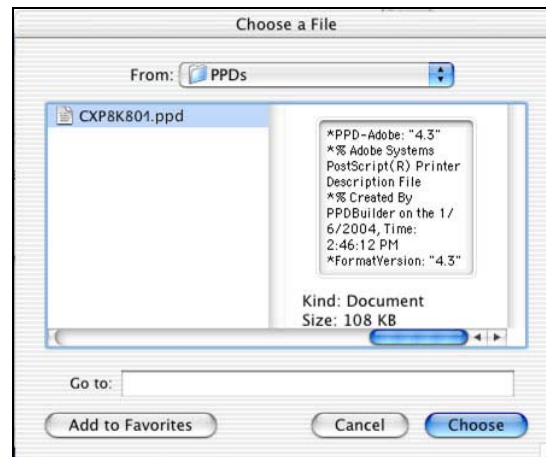 Choose a File
From: PPDs
CXP8K801.ppd
*PPD-Adobe: "4.3"
*% Adobe Systems
PostScript(R) Printer
Description File
*% Created By
PPDBuilder on the 1/
6/2004, Time:
2:46:12 PM
*FormatVersion: "4.3"
Kind: Document
Size: 108 KB
Go to:
Add to Favorites
Cancel
Choose